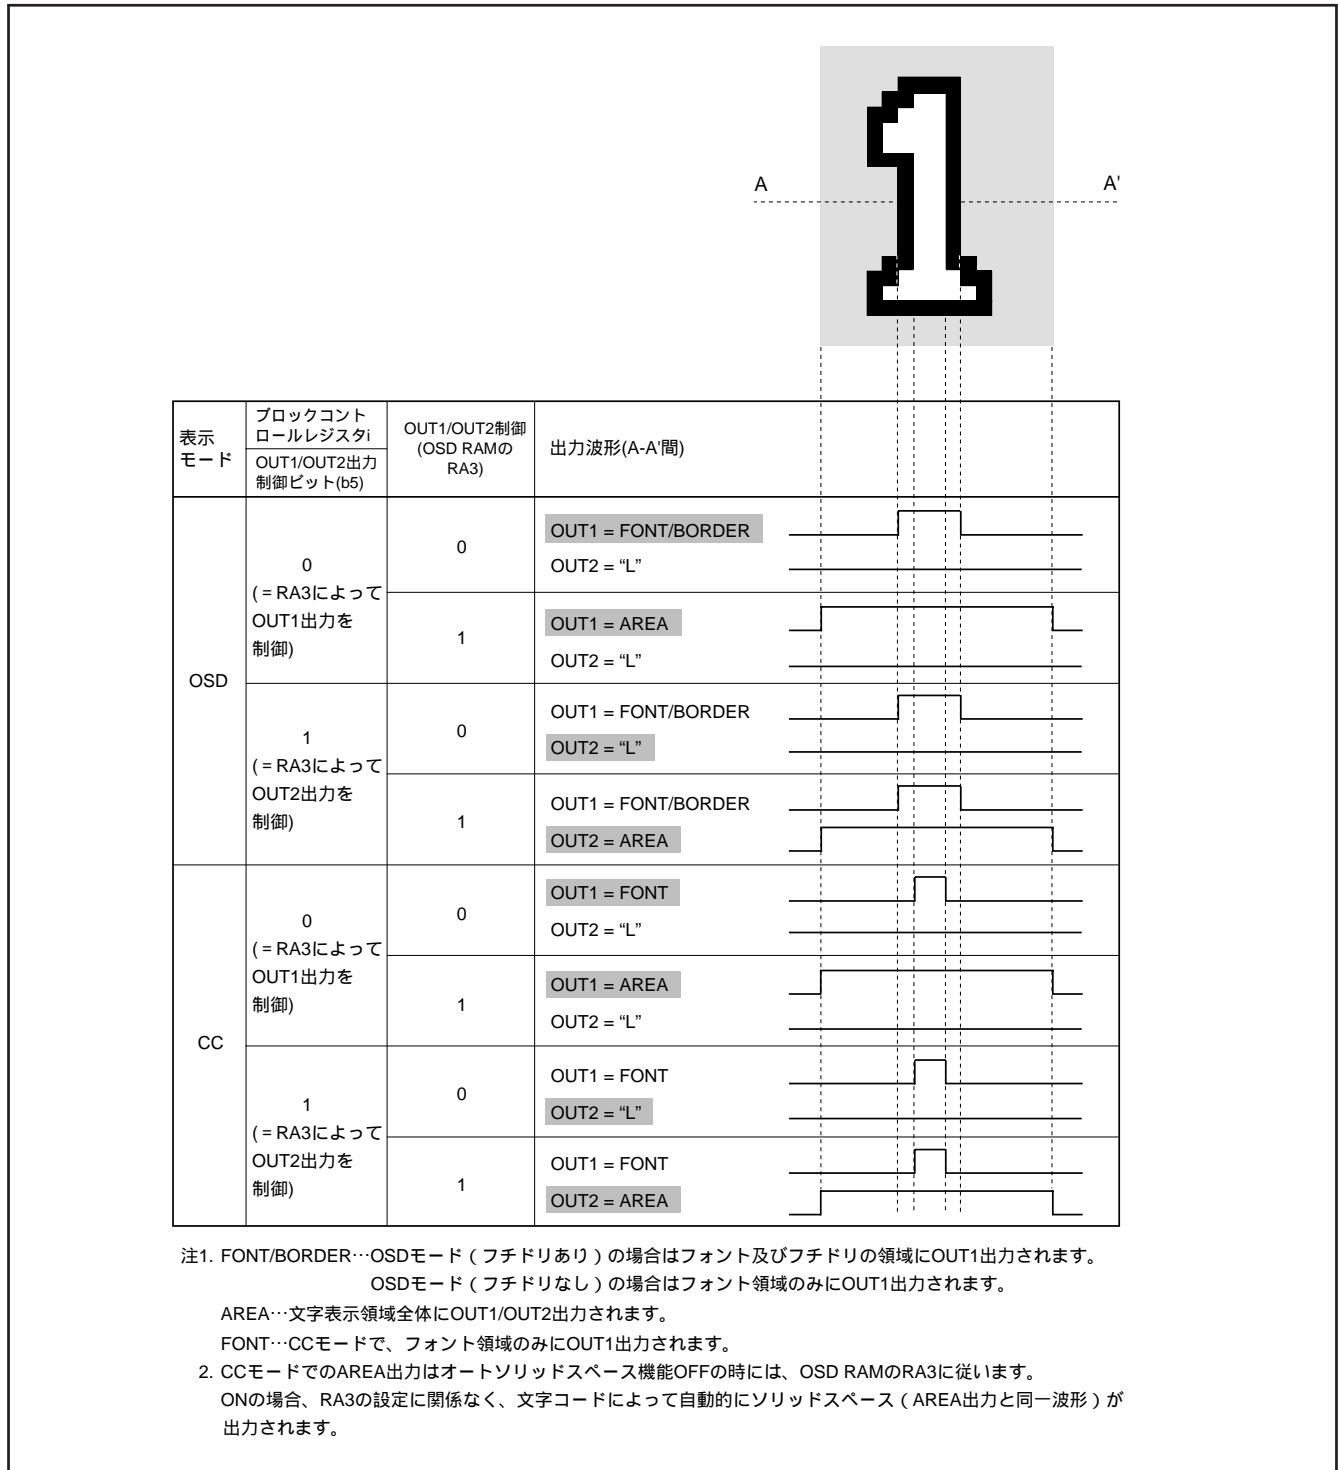 A A'
表示
モード
ブロックコント
ロールレジスタi
OUT1/OUT2出力
制御ビット(b5)
OUT1/OUT2制御
(OSD RAMの
RA3)
出力波形(A-A'間)
OSD
0
( = RA3によって
OUT1出力を
制御)
0
OUT1 = FONT/BORDER
OUT2 = “L”
1
OUT1 = AREA
OUT2 = “L”
1
( = RA3によって
OUT2出力を
制御)
0
OUT1 = FONT/BORDER
OUT2 = “L”
1
OUT1 = FONT/BORDER
OUT2 = AREA
CC
0
( = RA3によって
OUT1出力を
制御)
0
OUT1 = FONT
OUT2 = “L”
1
OUT1 = AREA
OUT2 = “L”
1
( = RA3によって
OUT2出力を
制御)
0
OUT1 = FONT
OUT2 = “L”
1
OUT1 = FONT
OUT2 = AREA
注1. FONT/BORDER…OSDモード（フチドリあり）の場合はフォント及びフチドリの領域にOUT1出力されます。
OSDモード（フチドリなし）の場合はフォント領域のみにOUT1出力されます。
AREA…文字表示領域全体にOUT1/OUT2出力されます。
FONT…CCモードで、フォント領域のみにOUT1出力されます。
2. CCモードでのAREA出力はオートソリッドスペース機能OFFの時には、OSD RAMのRA3に従います。
ONの場合、RA3の設定に関係なく、文字コードによって自動的にソリッドスペース（AREA出力と同一波形）が
出力されます。